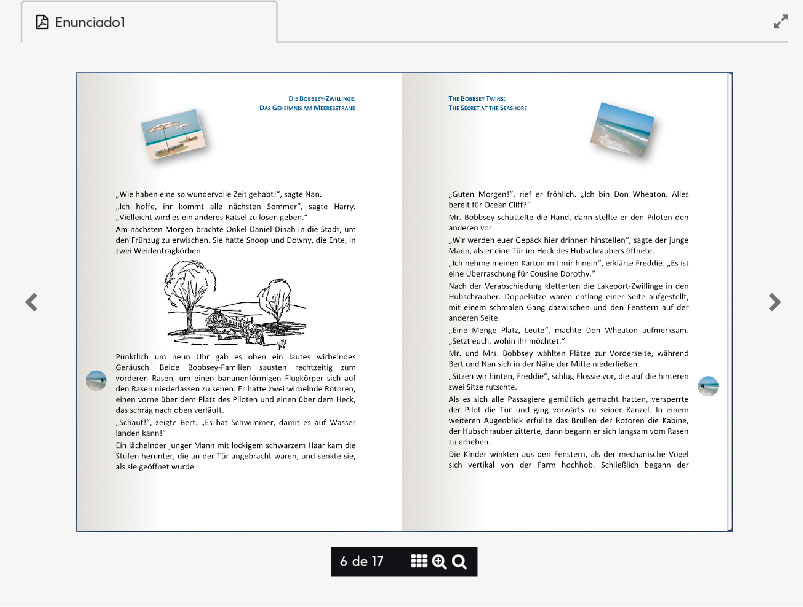 Enunciado1
DIE BOBBSEY-ZWILLINGE:
DAS GEHEIMNIS AM MEERESSTRAND
„Wie haben eine so wundervolle Zeit gehabt!“, sagte Nan.
„Ich hoffe, ihr kommt alle nächsten Sommer“, sagte Harry.
„Vielleicht wird es ein anderes Rätsel zu lösen geben.“
Am nächsten Morgen brachte Onkel Daniel Dinah in die Stadt, um
den Frühzug zu erwischen. Sie hatte Snoop und Downy, die Ente, in
zwei Weidentragkörben.
Pünktlich um neun Uhr gab es oben ein lautes wirbelndes
Geräusch. Beide Bobbsey-Familien sausten rechtzeitig zum
vorderen Rasen, um einen bananenförmigen Flugkörper sich auf
den Rasen niederlassen zu sehen. Er hatte zwei wirbelnde Rotoren,
einen vorne über dem Platz des Piloten und einen über dem Heck,
das schräg nach oben verläuft.
„Schaut!“, zeigte Bert. „Es hat Schwimmer, damit es auf Wasser
landen kann!“
Ein lächelnder junger Mann mit lockigem schwarzem Haar kam die
Stufen herunter, die an der Tür angebracht waren, und senkte sie,
als sie geöffnet wurde.
THE BOBBSEY TWINS:
THE SECRET AT THE SEASHORE
„Guten Morgen!“, rief er fröhlich. „Ich bin Don Wheaton. Alles
bereit für Ocean Cliff?“
Mr. Bobbsey schüttelte die Hand, dann stellte er den Piloten den
anderen vor.
„Wir werden euer Gepäck hier drinnen hinstellen“, sagte der junge
Mann, als er eine Tür im Heck des Hubschraubers öffnete.
„Ich nehme meinen Karton mit mir hinein“, erklärte Freddie. „Es ist
eine Überraschung für Cousine Dorothy.“
Nach der Verabschiedung kletterten die Lakeport-Zwillinge in den
Hubschrauber. Doppelsitze waren entlang einer Seite aufgestellt,
mit einem schmalen Gang dazwischen und den Fenstern auf der
anderen Seite.
„Eine Menge Platz, Leute“, machte Don Wheaton aufmerksam.
„Setzt euch, wohin ihr möchtet.“
Mr. und Mrs. Bobbsey wählten Plätze zur Vorderseite, während
Bert und Nan sich in der Nähe der Mitte niederließen.
„Sitzen wir hinten, Freddie“, schlug Flossie vor, die auf die hinteren
zwei Sitze rutschte.
Als es sich alle Passagiere gemütlich gemacht hatten, versperrte
der Pilot die Tür und ging vorwärts zu seiner Kanzel. In einem
weiteren Augenblick erfüllte das Brüllen der Rotoren die Kabine,
der Hubschrauber zitterte, dann begann er sich langsam vom Rasen
zu erheben.
Die Kinder winkten aus den Fenstern, als der mechanische Vogel
sich vertikal von der Farm hochhob. Schließlich begann der
6 de 17